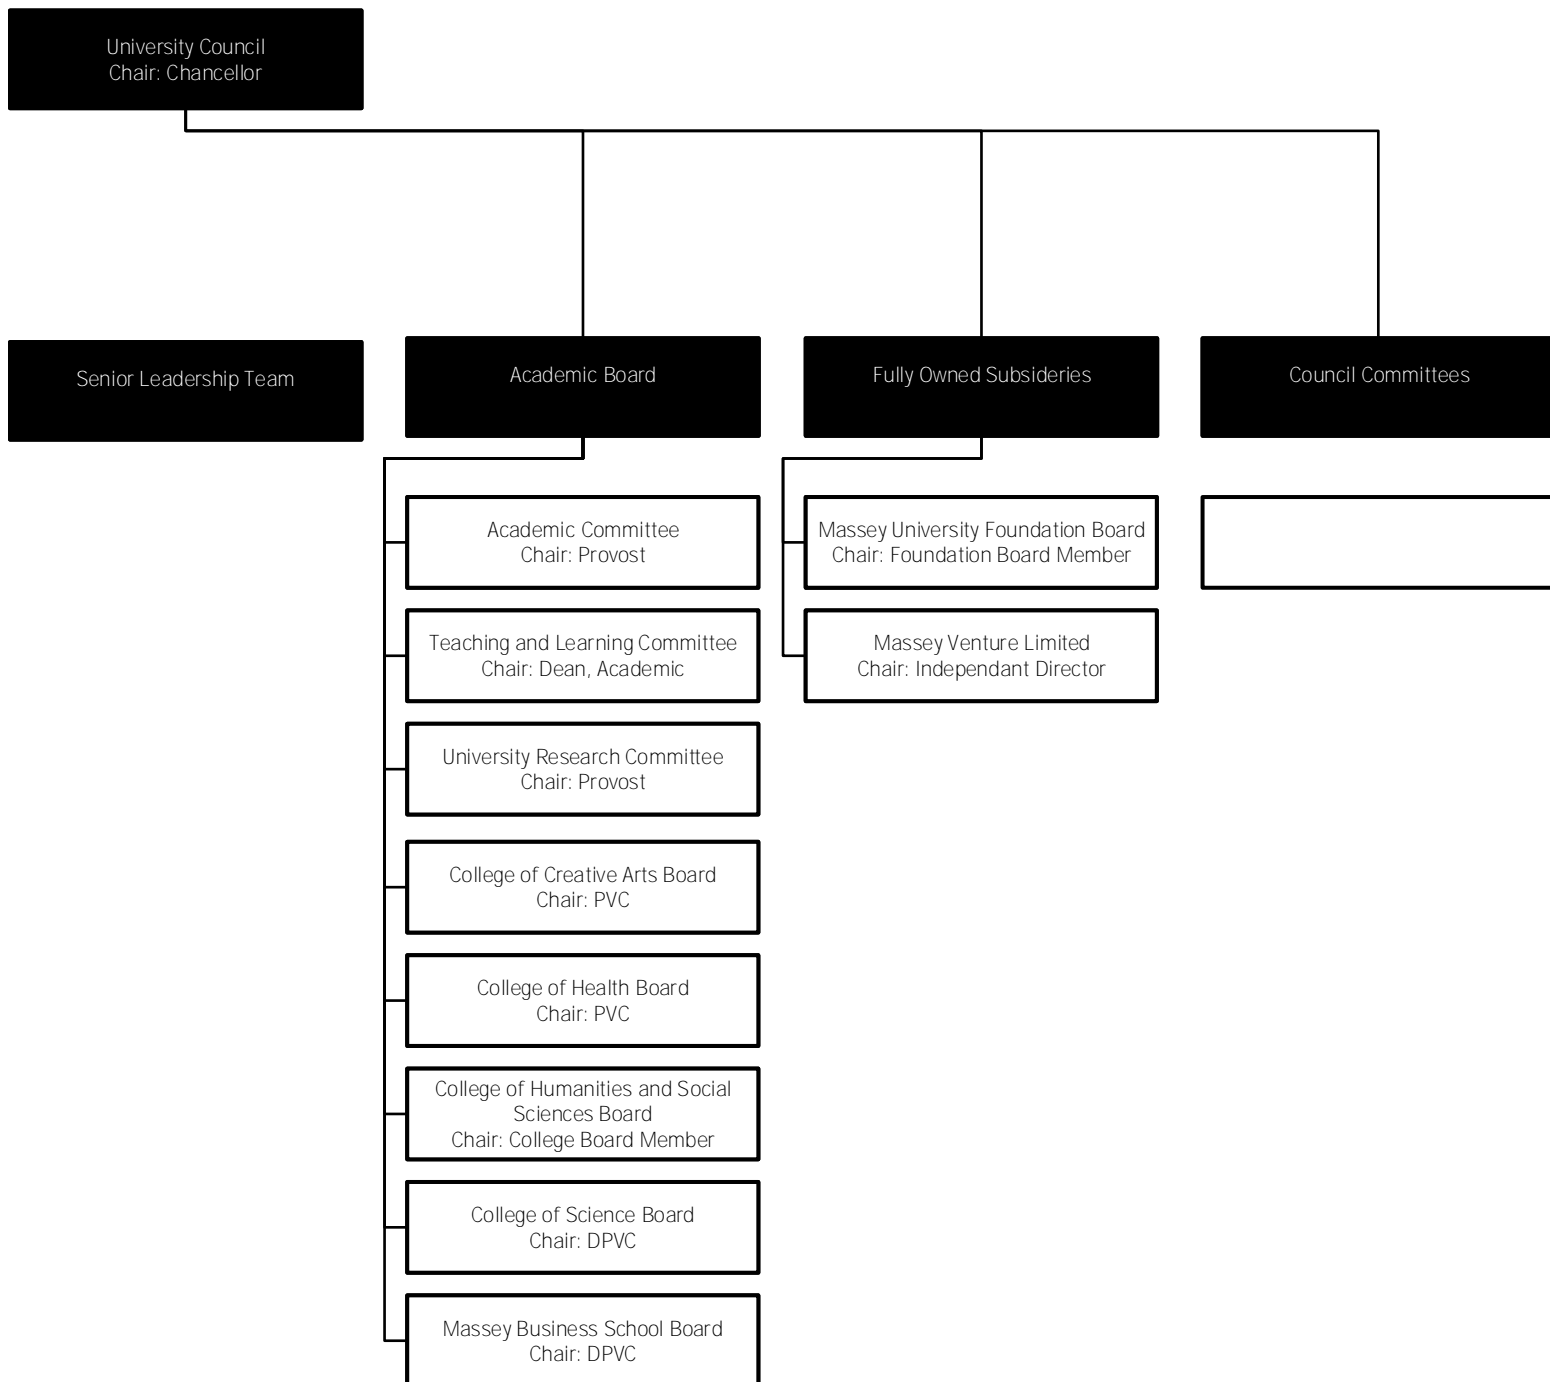 University Council
Chair: Chancellor
Senior Leadership Team
Academic Board
Fully Owned Subsideries
Council Committees
Academic Committee
Chair: Provost
Teaching and Learning Committee
Chair: Dean, Academic
University Research Committee
Chair: Provost
College of Creative Arts Board
Chair: PVC
College of Health Board
Chair: PVC
College of Humanities and Social
Sciences Board
Chair: College Board Member
College of Science Board
Chair: DPVC
Massey Business School Board
Chair: DPVC
Massey University Foundation Board
Chair: Foundation Board Member
Massey Venture Limited
Chair: Independant Director